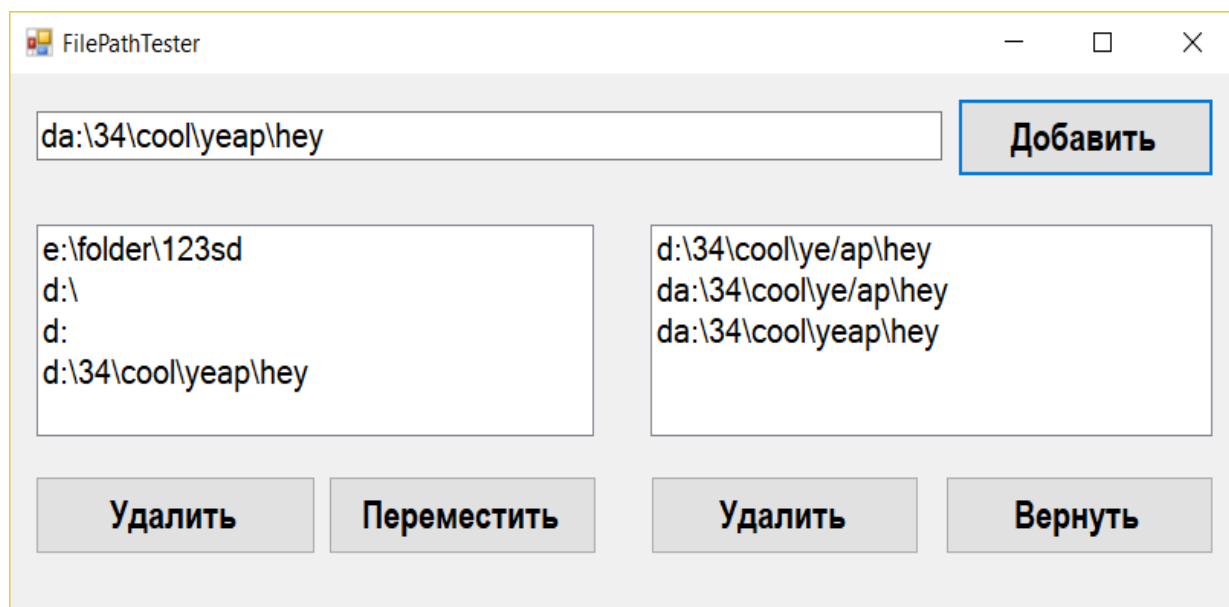 FilePathTester
da:\34\cool\yeap\hey
Добавить
e:\folder\123sd
d:\
d:
d:\34\cool\yeap\hey
d:\34\cool\ye/ap\hey
da:\34\cool\ye/ap\hey
da:\34\cool\yeap\hey
Удалить
Переместить
Удалить
Вернуть